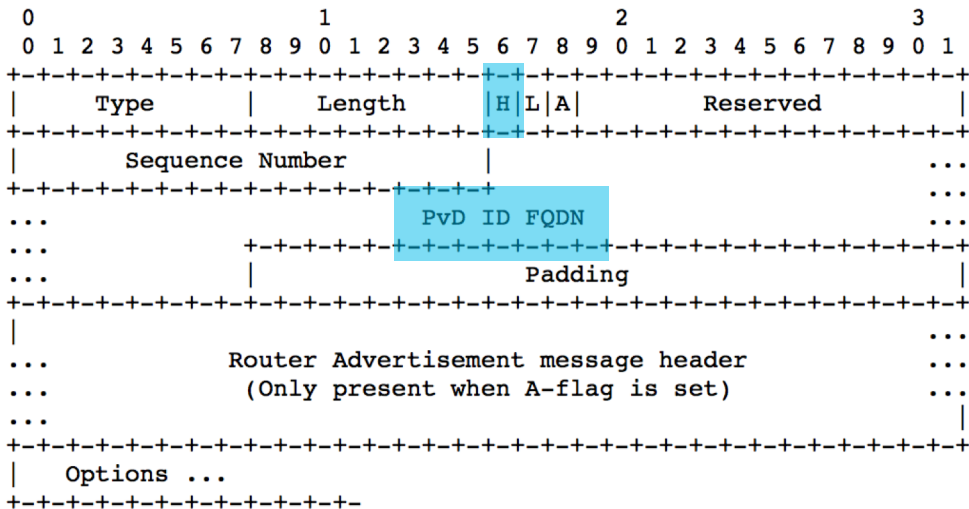 0                   1                   2                   3
 0 1 2 3 4 5 6 7 8 9 0 1 2 3 4 5 6 7 8 9 0 1 2 3 4 5 6 7 8 9 0 1
+-+-+-+-+-+-+-+-+-+-+-+-+-+-+-+-+-+-+-+-+-+-+-+-+-+-+-+-+-+-+-+-+
|     Type      |    Length     |H|L|A|        Reserved         |
+-+-+-+-+-+-+-+-+-+-+-+-+-+-+-+-+-+-+-+-+-+-+-+-+-+-+-+-+-+-+-+-+
|       Sequence Number         |                             ...
+-+-+-+-+-+-+-+-+-+-+-+-+-+-+-+-+                             ...
...                         PvD ID FQDN                       ...
...             +-+-+-+-+-+-+-+-+-+-+-+-+-+-+-+-+-+-+-+-+-+-+-+-+
...             |                  Padding                      |
+-+-+-+-+-+-+-+-+-+-+-+-+-+-+-+-+-+-+-+-+-+-+-+-+-+-+-+-+-+-+-+-+
|                                                             ...
...            Router Advertisement message header            ...
...             (Only present when A-flag is set)             ...
...                                                             |
+-+-+-+-+-+-+-+-+-+-+-+-+-+-+-+-+-+-+-+-+-+-+-+-+-+-+-+-+-+-+-+-+
|   Options ...
+-+-+-+-+-+-+-+-+-+-+-+-